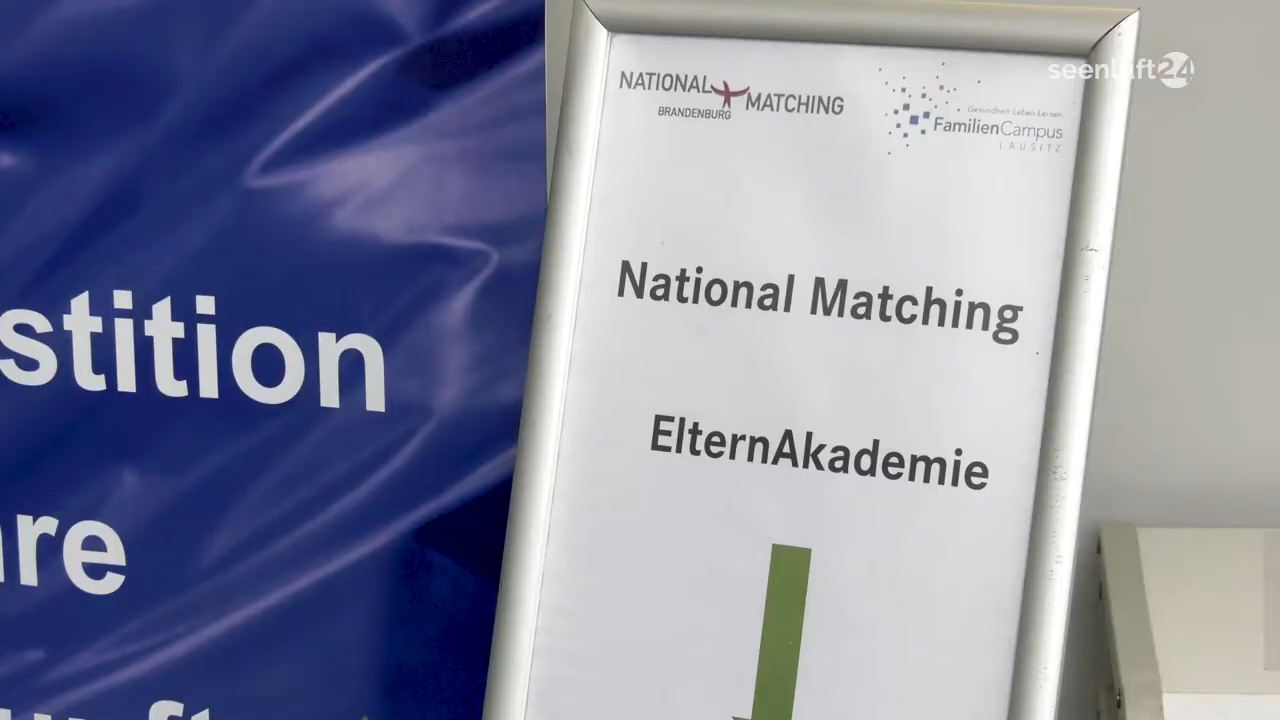 seenluft24
NATIONAL MATCHING
BRANDENBURG
Gesundheit. Leben. Lernen.
FamilienCampus
LAUSITZ
National Matching
ElternAkademie
stition
re